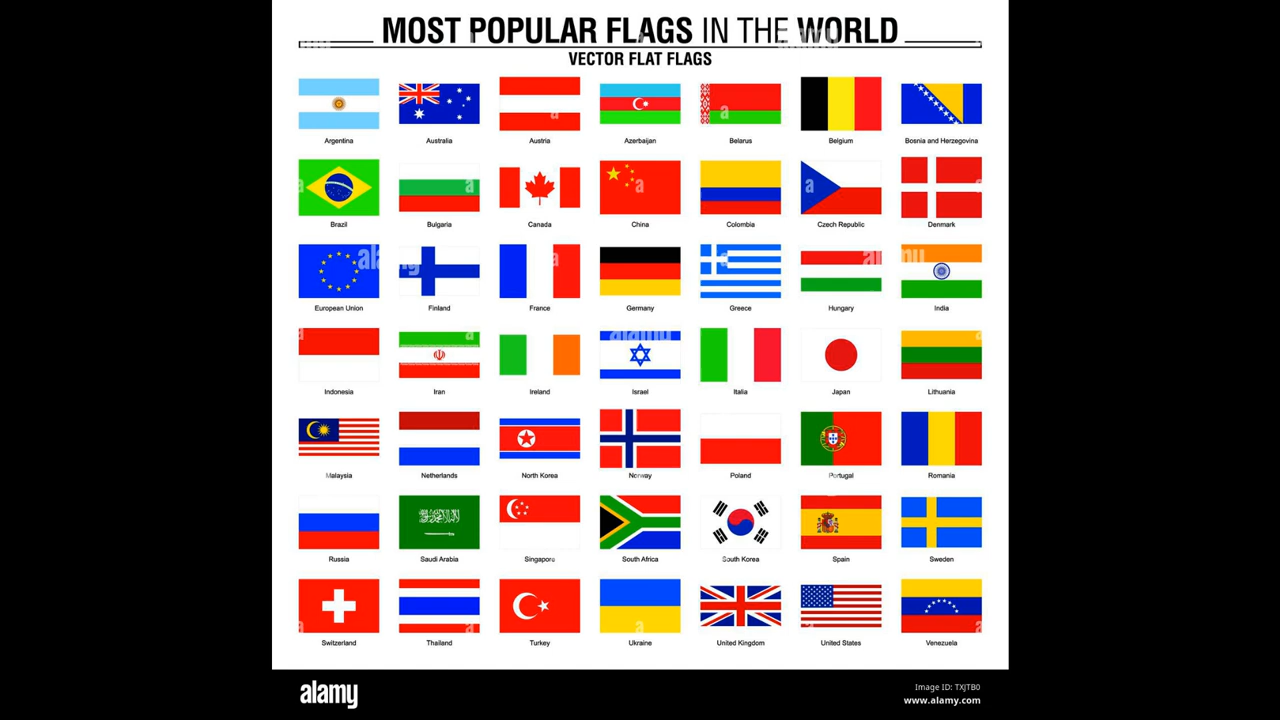 MOST POPULAR FLAGS IN THE WORLD
VECTOR FLAT FLAGS
Argentina Australia Austria Azerbaijan Belarus Belgium Bosnia and Herzegovina
Brazil Bulgaria Canada China Colombia Czech Republic Denmark
European Union Finland France Germany Greece Hungary India
Indonesia Iran Ireland Israel Italia Japan Lithuania
Malaysia Netherlands North Korea Norway Poland Portugal Romania
Russia Saudi Arabia Singapore South Africa South Korea Spain Sweden
Switzerland Thailand Turkey Ukraine United Kingdom United States Venezuela
alamy
Image ID: TXJTB0
www.alamy.com